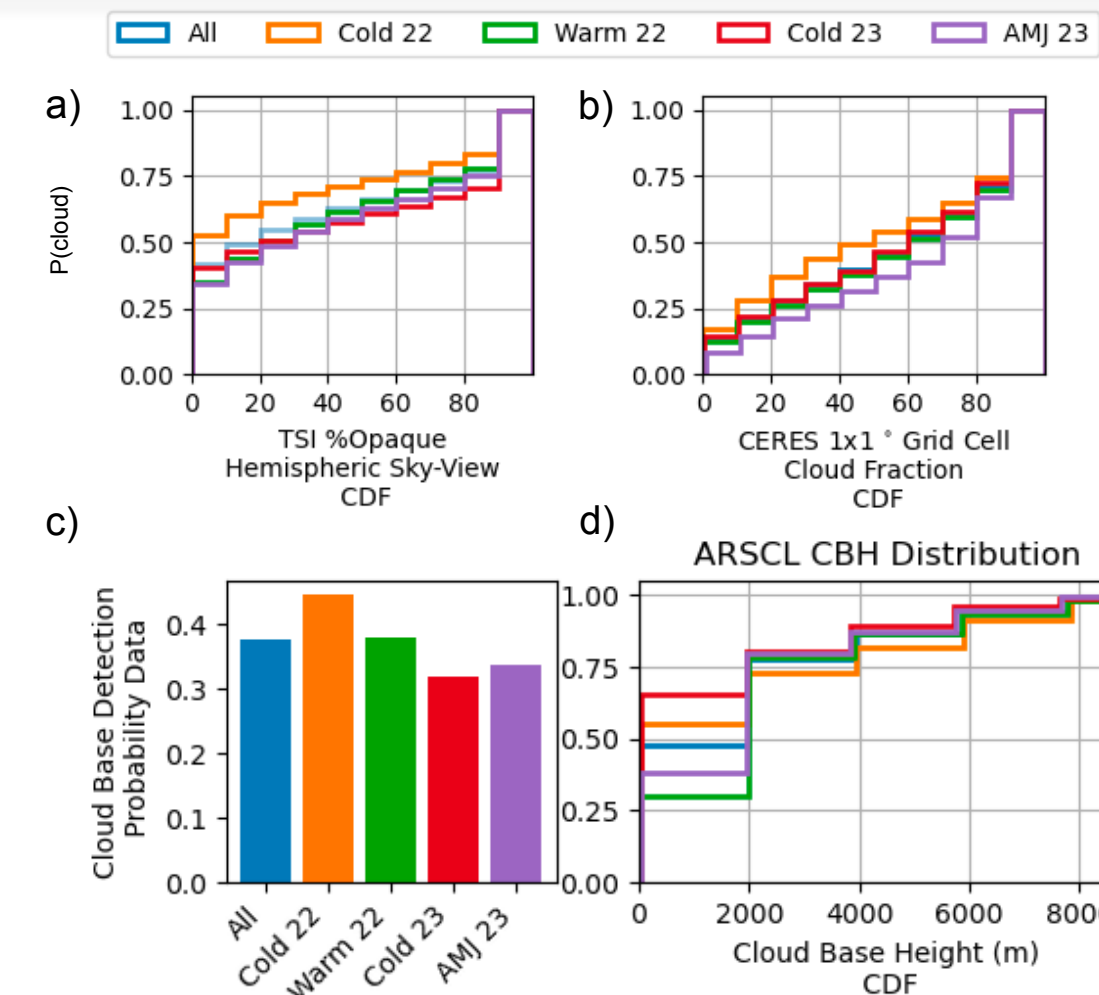 All
Cold 22
Warm 22
Cold 23
AMJ 23
a)
P(cloud)
1.00
0.75
0.50
0.25
0.00
0 20 40 60 80
TSI %Opaque
Hemispheric Sky-View
CDF
b)
1.00
0.75
0.50
0.25
0.00
0 20 40 60 80
CERES 1x1 ° Grid Cell
Cloud Fraction
CDF
c)
Cloud Base Detection
Probability Data
0.4
0.3
0.2
0.1
0.0
All
Cold 22
Warm 22
Cold 23
AMJ 23
d)
ARSCL CBH Distribution
1.00
0.75
0.50
0.25
0.00
0 2000 4000 6000 800
Cloud Base Height (m)
CDF